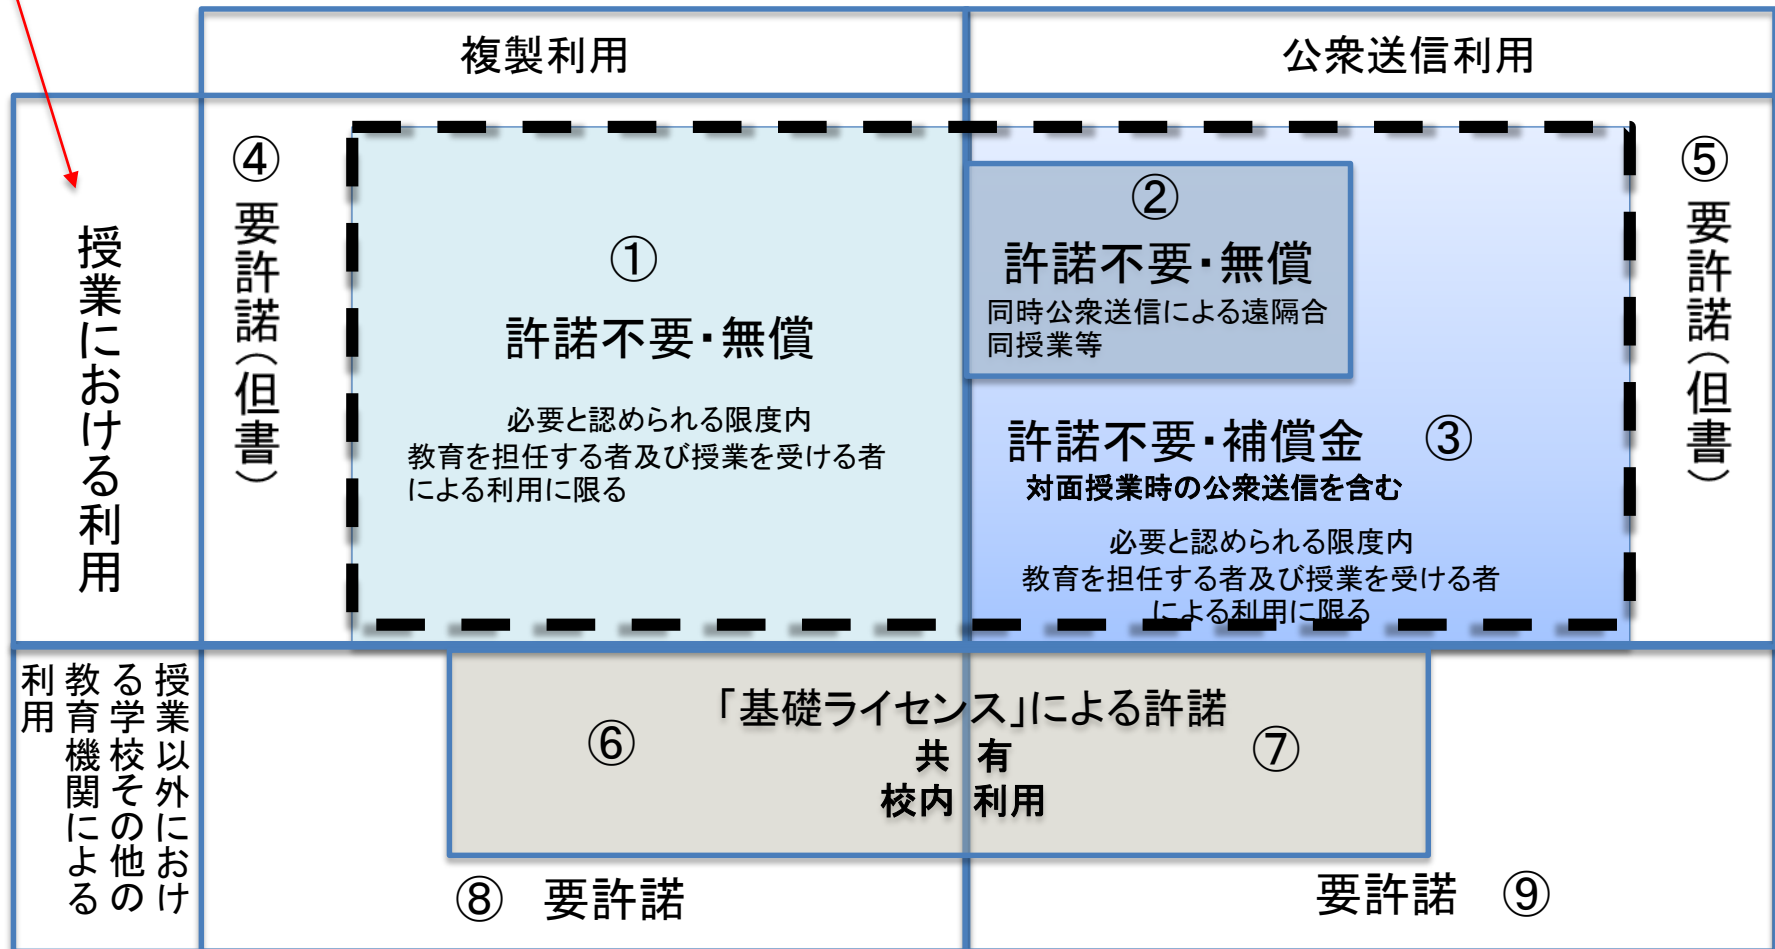 複製利用
公衆送信利用
授業における利用
④要許諾(但書)
①
許諾不要・無償
必要と認められる限度内
教育を担任する者及び授業を受ける者
による利用に限る
②
許諾不要・無償
同時公衆送信による遠隔合
同授業等
許諾不要・補償金 ③
対面授業時の公衆送信を含む
必要と認められる限度内
教育を担任する者及び授業を受ける者
による利用に限る
⑤要許諾(但書)
授業以外におけ
る学校その他の
教育機関による
利用
「基礎ライセンス」による許諾
⑥
共 有
⑦
校内 利用
⑧ 要許諾
要許諾 ⑨